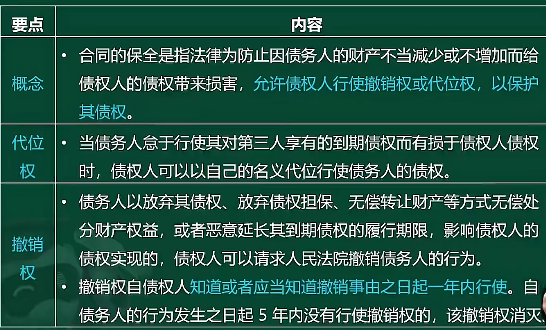 要点 内容
• 合同的保全是指法律为防止因债务人的财产不当减少或不增加而给
概念 债权人的债权带来损害，允许债权人行使撤销权或代位权，以保护
其债权。
代位 • 当债务人怠于行使其对第三人享有的到期债权而有损于债权人债权
权 时，债权人可以以自己的名义代位行使债务人的债权。
• 债务人以放弃其债权、放弃债权担保、无偿转让财产等方式无偿处
分财产权益，或者恶意延长其到期债权的履行期限，影响债权人的
撤销 债权实现的，债权人可以请求人民法院撤销债务人的行为。
权 • 撤销权自债权人知道或者应当知道撤销事由之日起一年内行使。自
债务人的行为发生之日起 5 年内没有行使撤销权的，该撤销权消灭